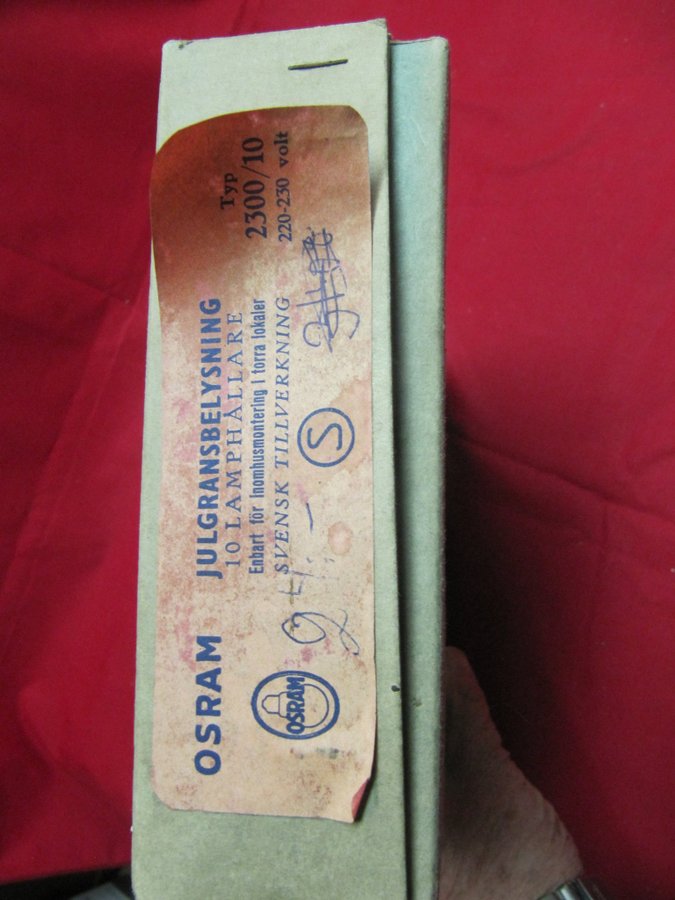 OSRAM JULGRANSBELYSNING Typ
10 LAMPHÅLLARE 2300/10
Enbart för inomhusmontering i torra lokaler 220-230 volt
SVENSK TILLVERKNING
OSRAM
S